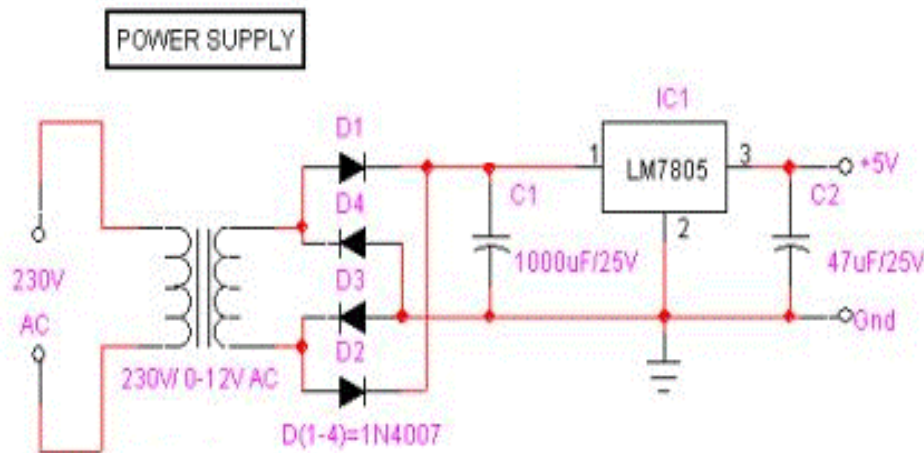 POWER SUPPLY
IC1
D1
1
LM7805
3
+5V
D4
C1
C2
2
230V
1000uF/25V
47uF/25V
D3
AC
Gnd
D2
230V/ 0-12V AC
D(1-4)=1N4007